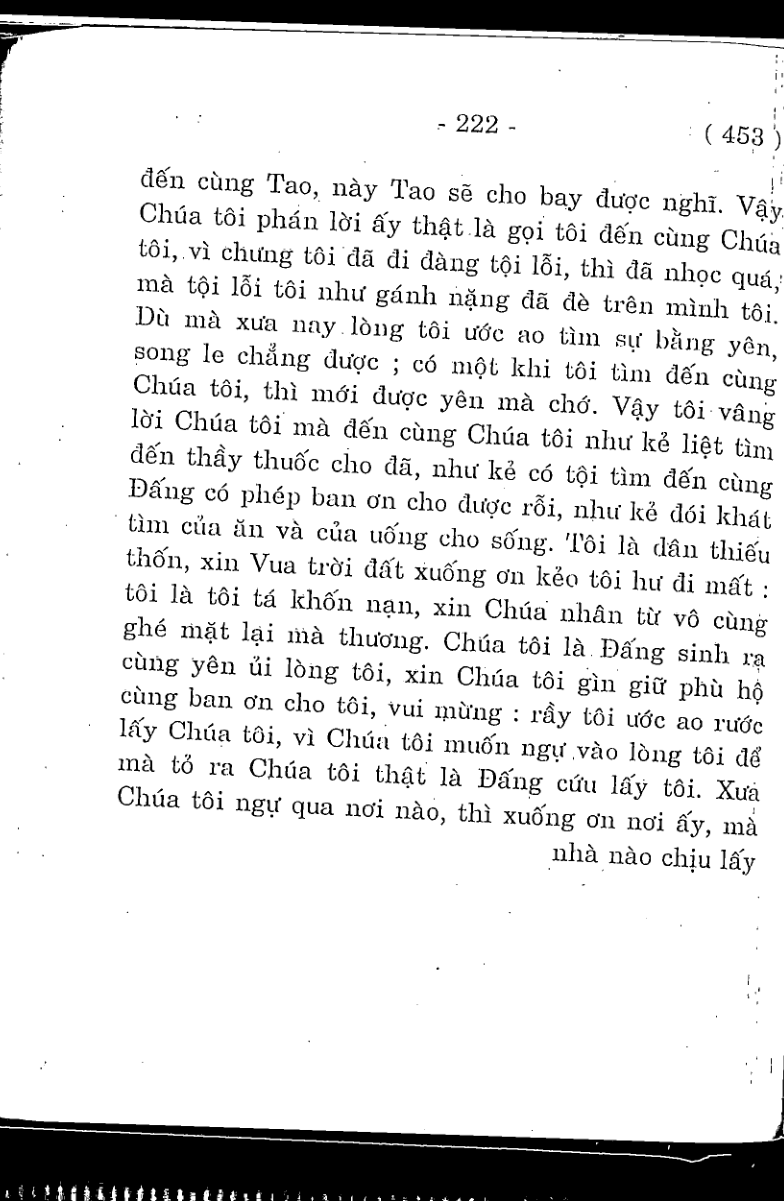 - 222 -
( 453 )
đến cùng Tao, này Tao sẽ cho bay được nghĩ. Vậy
Chúa tôi phán lời ấy thật là gọi tôi đến cùng Chúa
tôi, vì chưng tôi đã đi đàng tội lỗi, thì đã nhọc quá,
mà tội lỗi tôi như gánh nặng đã đè trên mình tôi.
Dù mà xưa nay lòng tôi ước ao tìm sự bằng yên,
song le chẳng được ; có một khi tôi tìm đến cùng
Chúa tôi, thì mới được yên mà chớ. Vậy tôi vâng
lời Chúa tôi mà đến cùng Chúa tôi như kẻ liệt tìm
đến thầy thuốc cho đã, như kẻ có tội tìm đến cùng
Đấng có phép ban ơn cho được rỗi, như kẻ đói khát
tìm của ăn và của uống cho sống. Tôi là dân thiếu
thốn, xin Vua trời đất xuống ơn kẻo tôi hư đi mất :
tôi là tôi tá khốn nạn, xin Chúa nhân từ vô cùng
ghé mặt lại mà thương. Chúa tôi là Đấng sinh ra
cùng yên ủi lòng tôi, xin Chúa tôi gìn giữ phù hộ
cùng ban ơn cho tôi, vui mừng : rầy tôi ước ao rước
lấy Chúa tôi, vì Chúa tôi muốn ngự vào lòng tôi để
mà tỏ ra Chúa tôi thật là Đấng cứu lấy tôi. Xưa
Chúa tôi ngự qua nơi nào, thì xuống ơn nơi ấy, mà
nhà nào chịu lấy